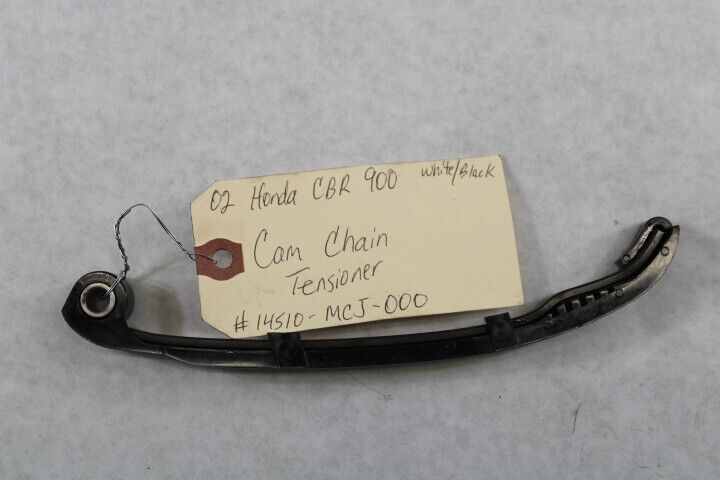 02 Honda CBR 900 White/Black
Cam Chain
Tensioner
# 14510-MCJ-000